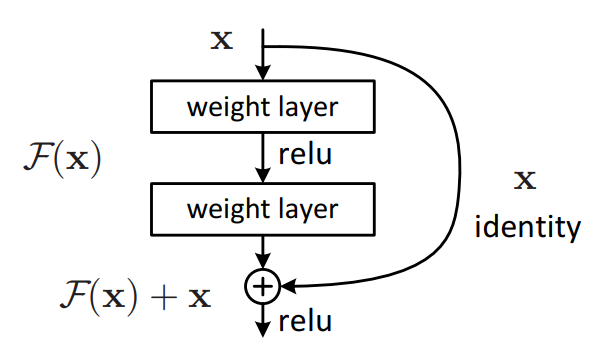 x
weight layer
relu
F(x)
weight layer
x
identity
F(x) + x
relu